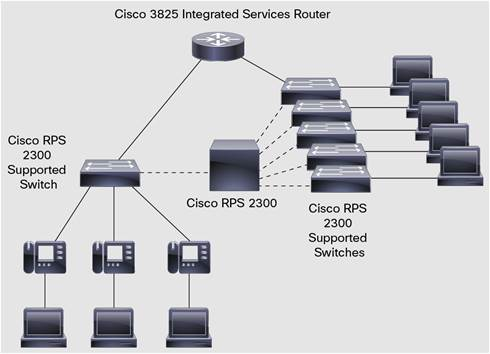 Cisco 3825 Integrated Services Router
Cisco RPS
2300
Supported
Switch
Cisco RPS 2300
Cisco RPS
2300
Supported
Switches